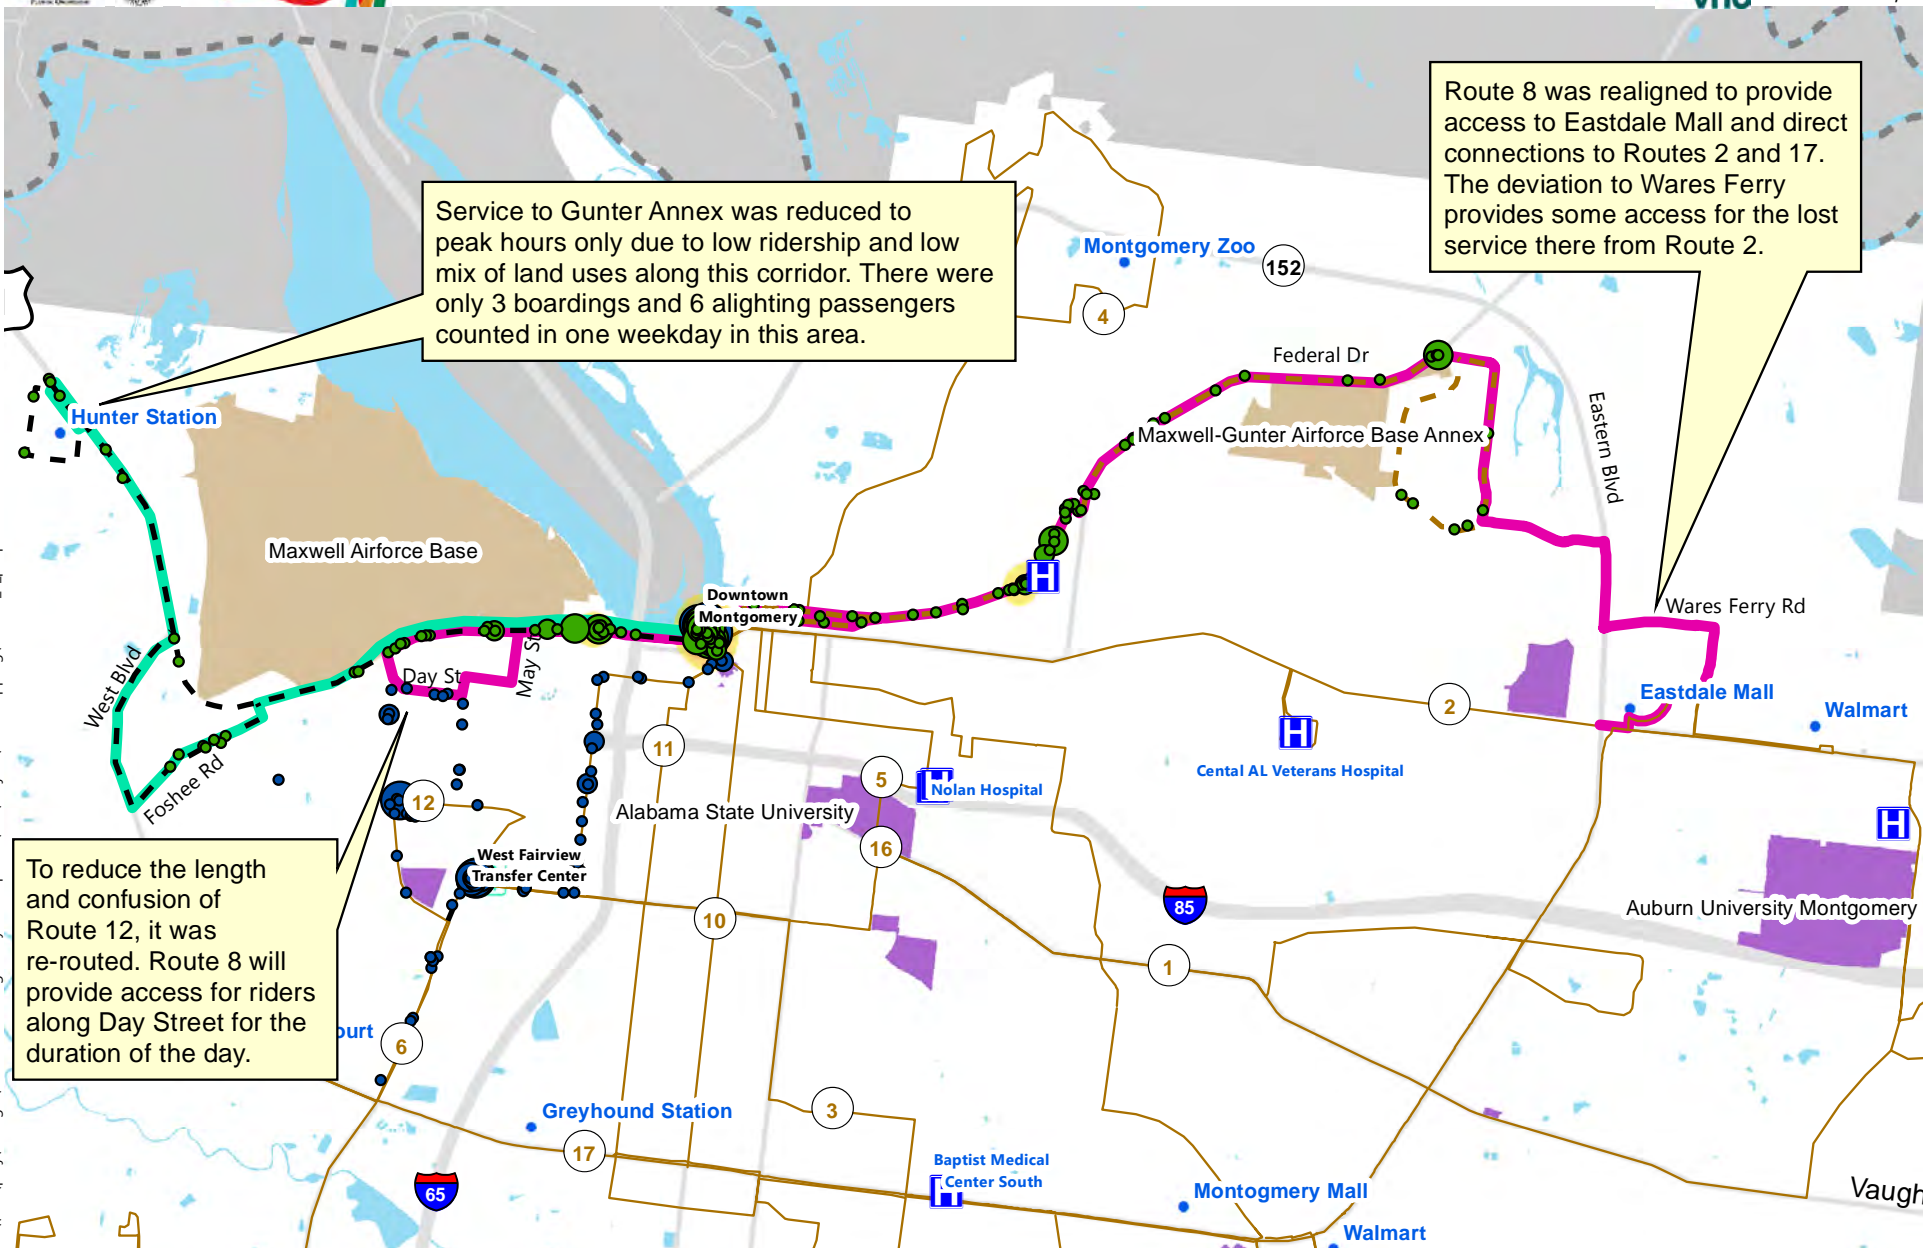 Route 8 was realigned to provide
access to Eastdale Mall and direct
connections to Routes 2 and 17.
The deviation to Wares Ferry
provides some access for the lost
service there from Route 2.
Service to Gunter Annex was reduced to
peak hours only due to low ridership and low
mix of land uses along this corridor. There were
only 3 boardings and 6 alighting passengers
counted in one weekday in this area.
Montgomery Zoo
152
4
Federal Dr
Eastern Blvd
Hunter Station
Maxwell-Gunter Airforce Base Annex
Maxwell Airforce Base
H
Downtown
Montgomery
Wares Ferry Rd
West Blvd
Day St
May St
Eastdale Mall
Walmart
2
11
H
Cental AL Veterans Hospital
5
H
Nolan Hospital
Foshee Rd
12
Alabama State University
16
H
West Fairview
Transfer Center
To reduce the length
and confusion of
Route 12, it was
re-routed. Route 8 will
provide access for riders
along Day Street for the
duration of the day.
10
85
Auburn University Montgomery
1
ourt
6
Greyhound Station
3
17
65
Baptist Medical
Center South
H
Montogmery Mall
Walmart
Vaugh